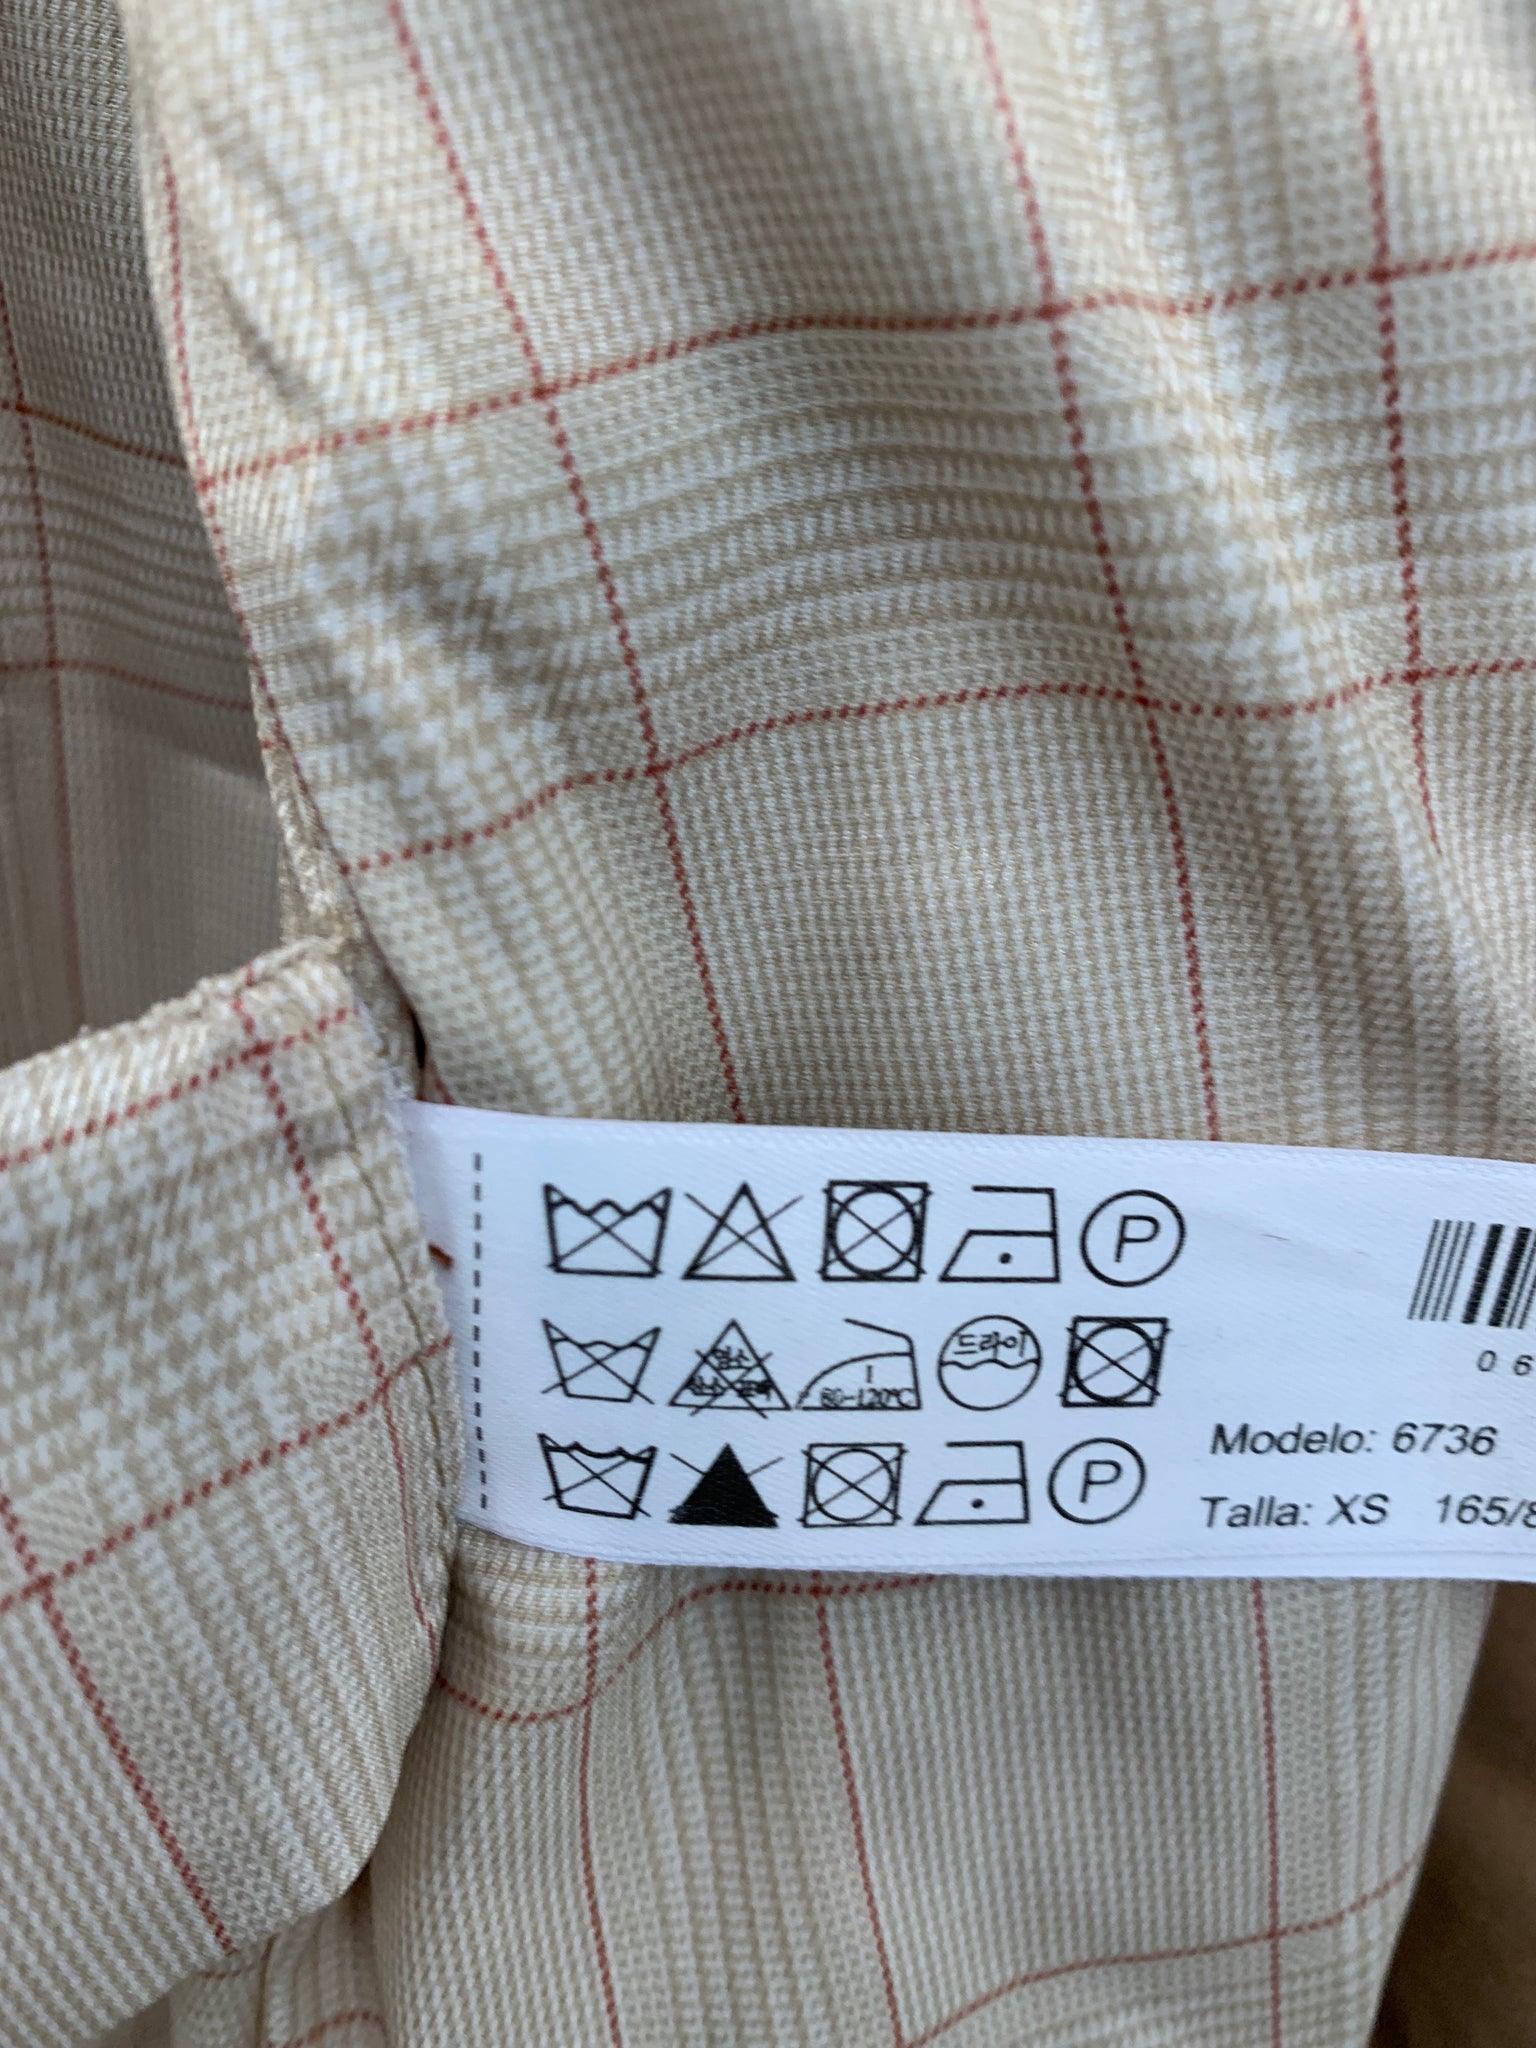 P
드라이
80~120°C
P
0 6
Modelo: 6736
Talla: XS 165/8